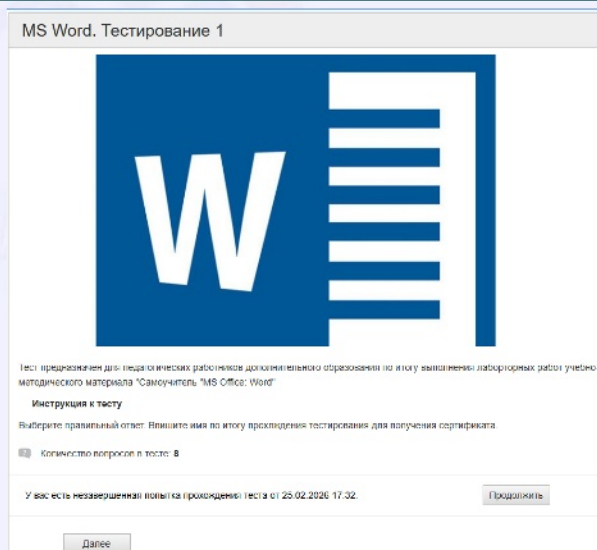 MS Word. Тестирование 1
W
Тест предназначен для педагогических работников дополнительного образования по итогу выполнения лаборторных работ учебно-
методического материала "Самоучитель "MS Office: Word"
Инструкция к тесту
Выберите правильный ответ. Впишите имя по итогу прохлидения тестирования для получения сертификата.
Количество вопросов в тесте: 8
У вас есть незавершенная попытка прохождения теста от 25.02.2026 17:32.
Продолжить
Далее